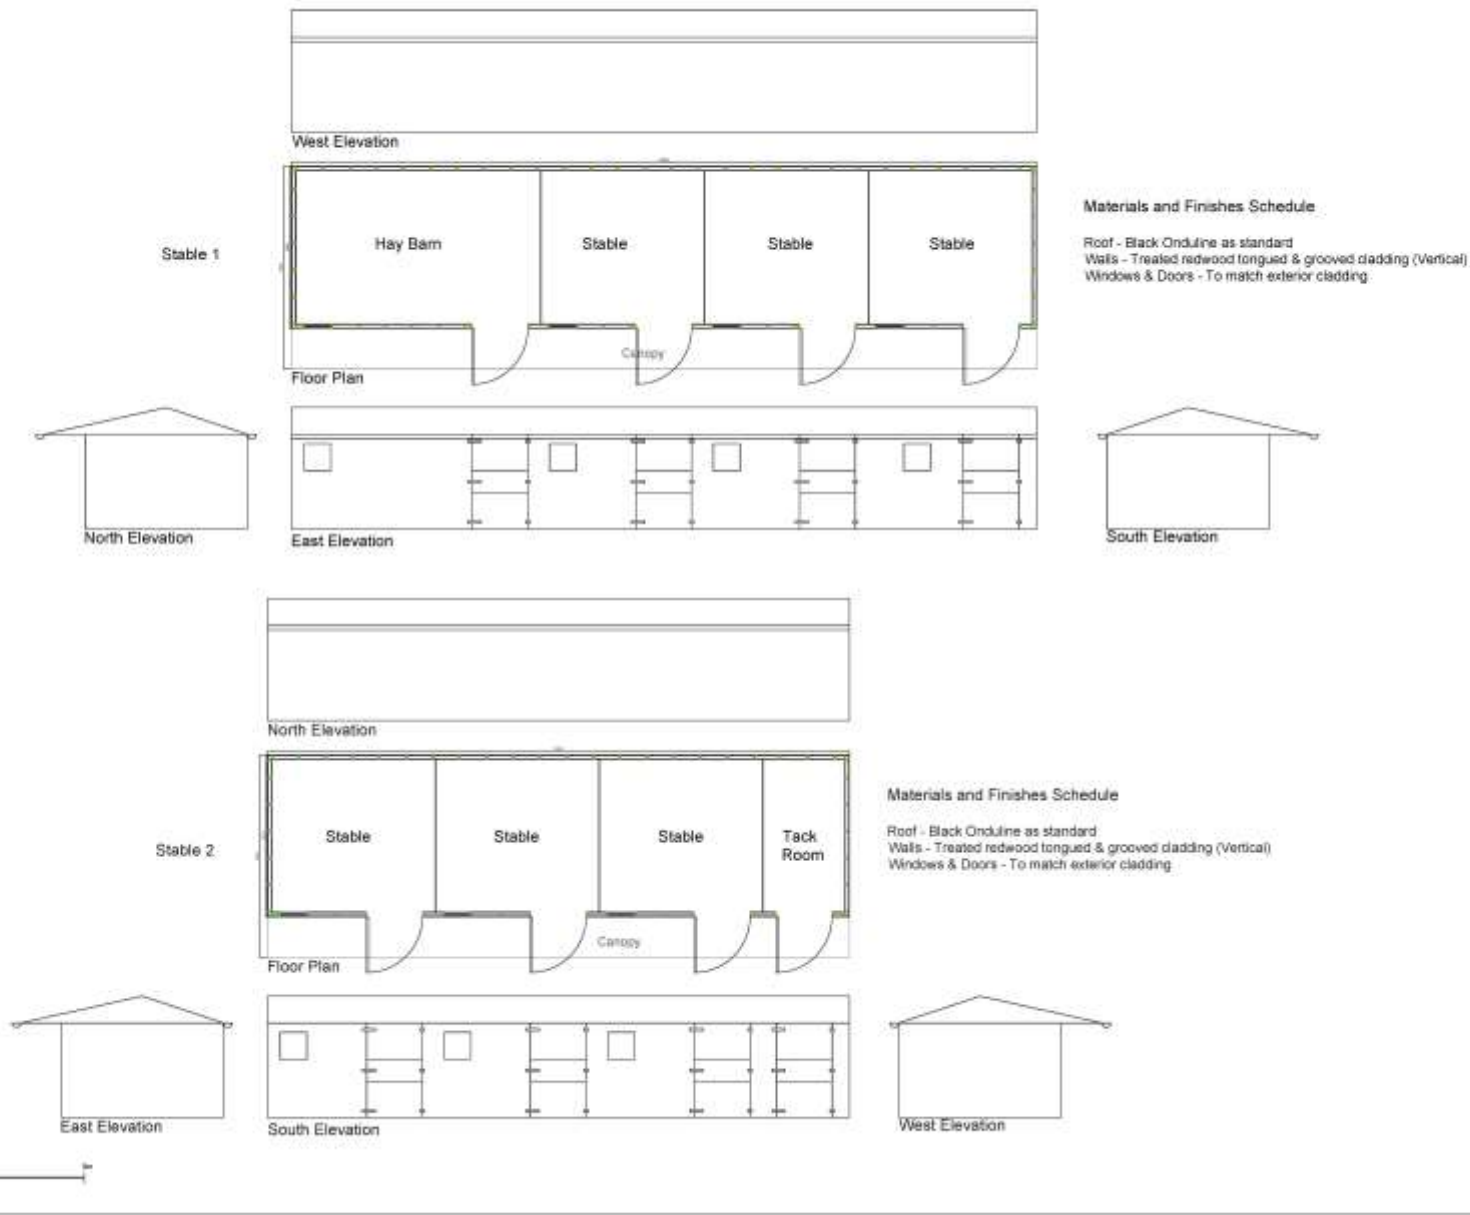 West Elevation
Stable 1
Hay Barn
Stable
Stable
Stable
Canopy
Floor Plan
Materials and Finishes Schedule
Roof - Black Onduline as standard
Walls - Treated redwood tongued & grooved cladding (Vertical)
Windows & Doors - To match exterior cladding
North Elevation
East Elevation
South Elevation
North Elevation
Stable 2
Stable
Stable
Stable
Tack
Room
Canopy
Floor Plan
Materials and Finishes Schedule
Roof - Black Onduline as standard
Walls - Treated redwood tongued & grooved cladding (Vertical)
Windows & Doors - To match exterior cladding
East Elevation
South Elevation
West Elevation